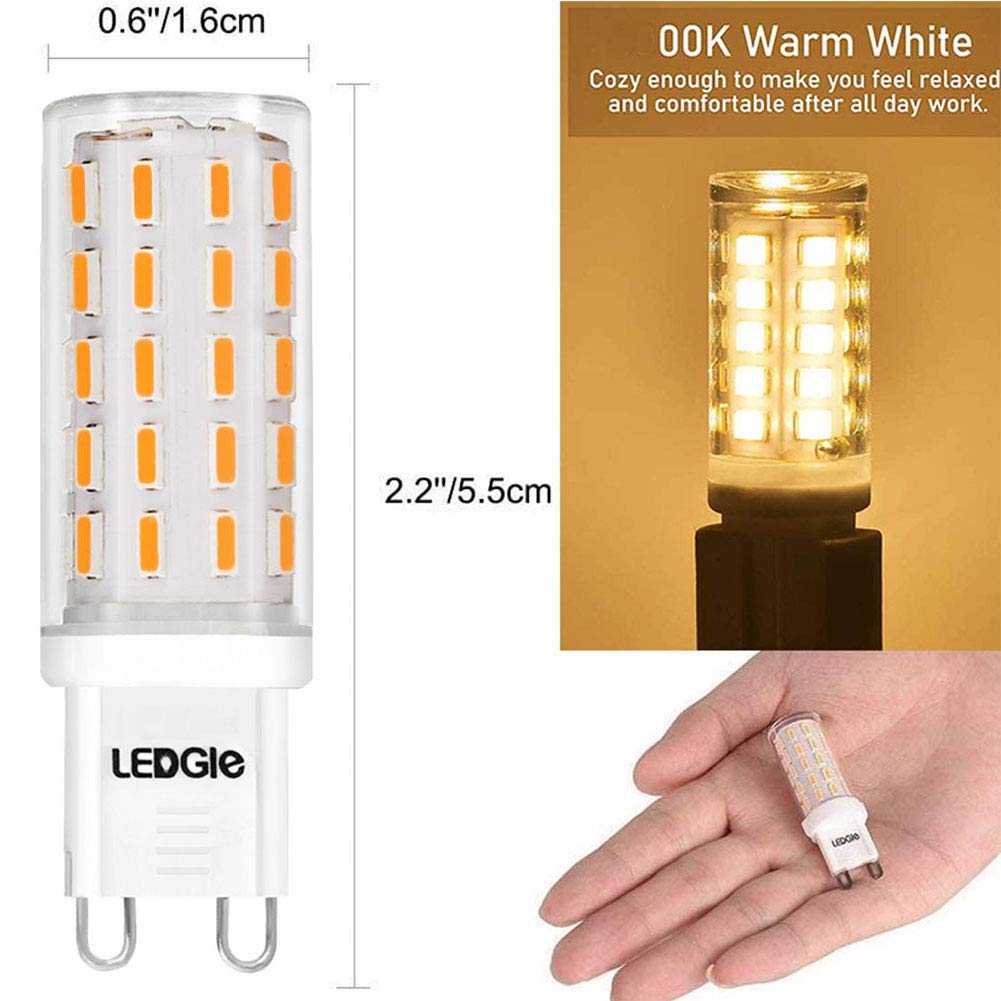 0.6"/1.6cm
00K Warm White
Cozy enough to make you feel relaxed
and comfortable after all day work.
2.2"/5.5cm
LEDGle
LEDGle